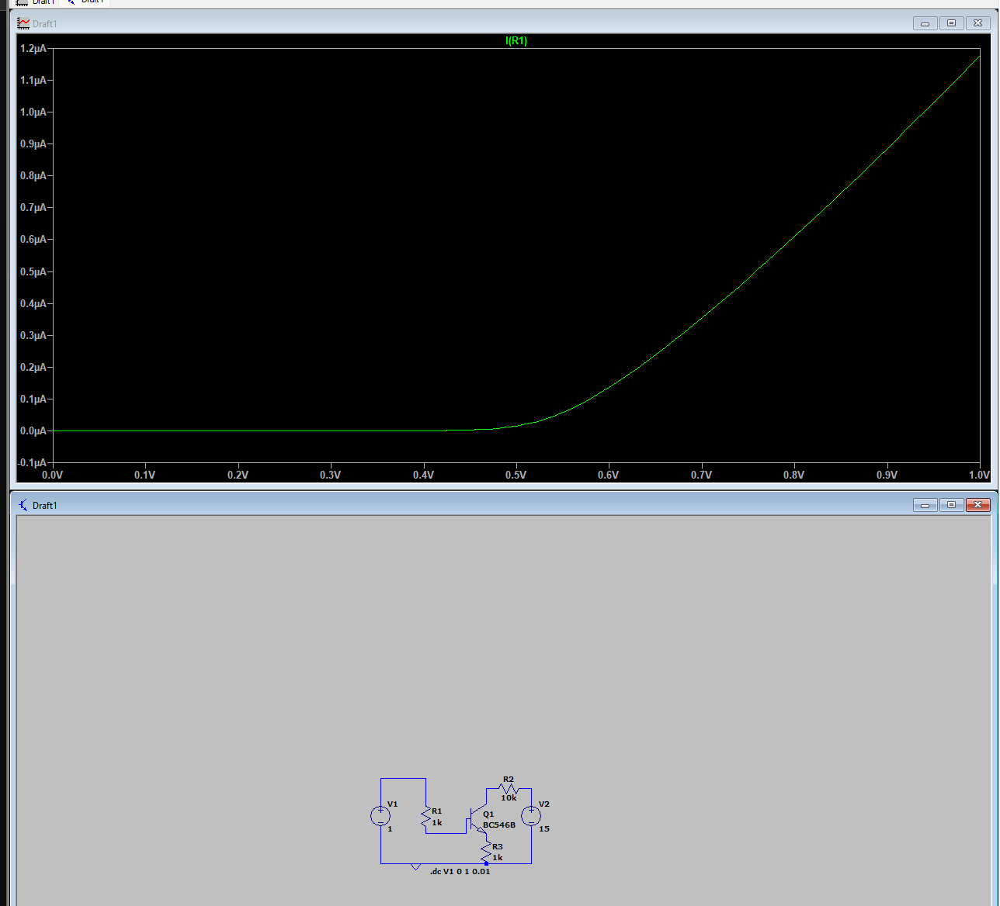 Draft1
Draft1
Draft1
I(R1)
1.2µA
1.1µA
1.0µA
0.9µA
0.8µA
0.7µA
0.6µA
0.5µA
0.4µA
0.3µA
0.2µA
0.1µA
0.0µA
-0.1µA
0.0V 0.1V 0.2V 0.3V 0.4V 0.5V 0.6V 0.7V 0.8V 0.9V 1.0V
Draft1
R2
10k
V1
1
R1
1k
Q1
BC546B
V2
15
R3
1k
.dc V1 0 1 0.01